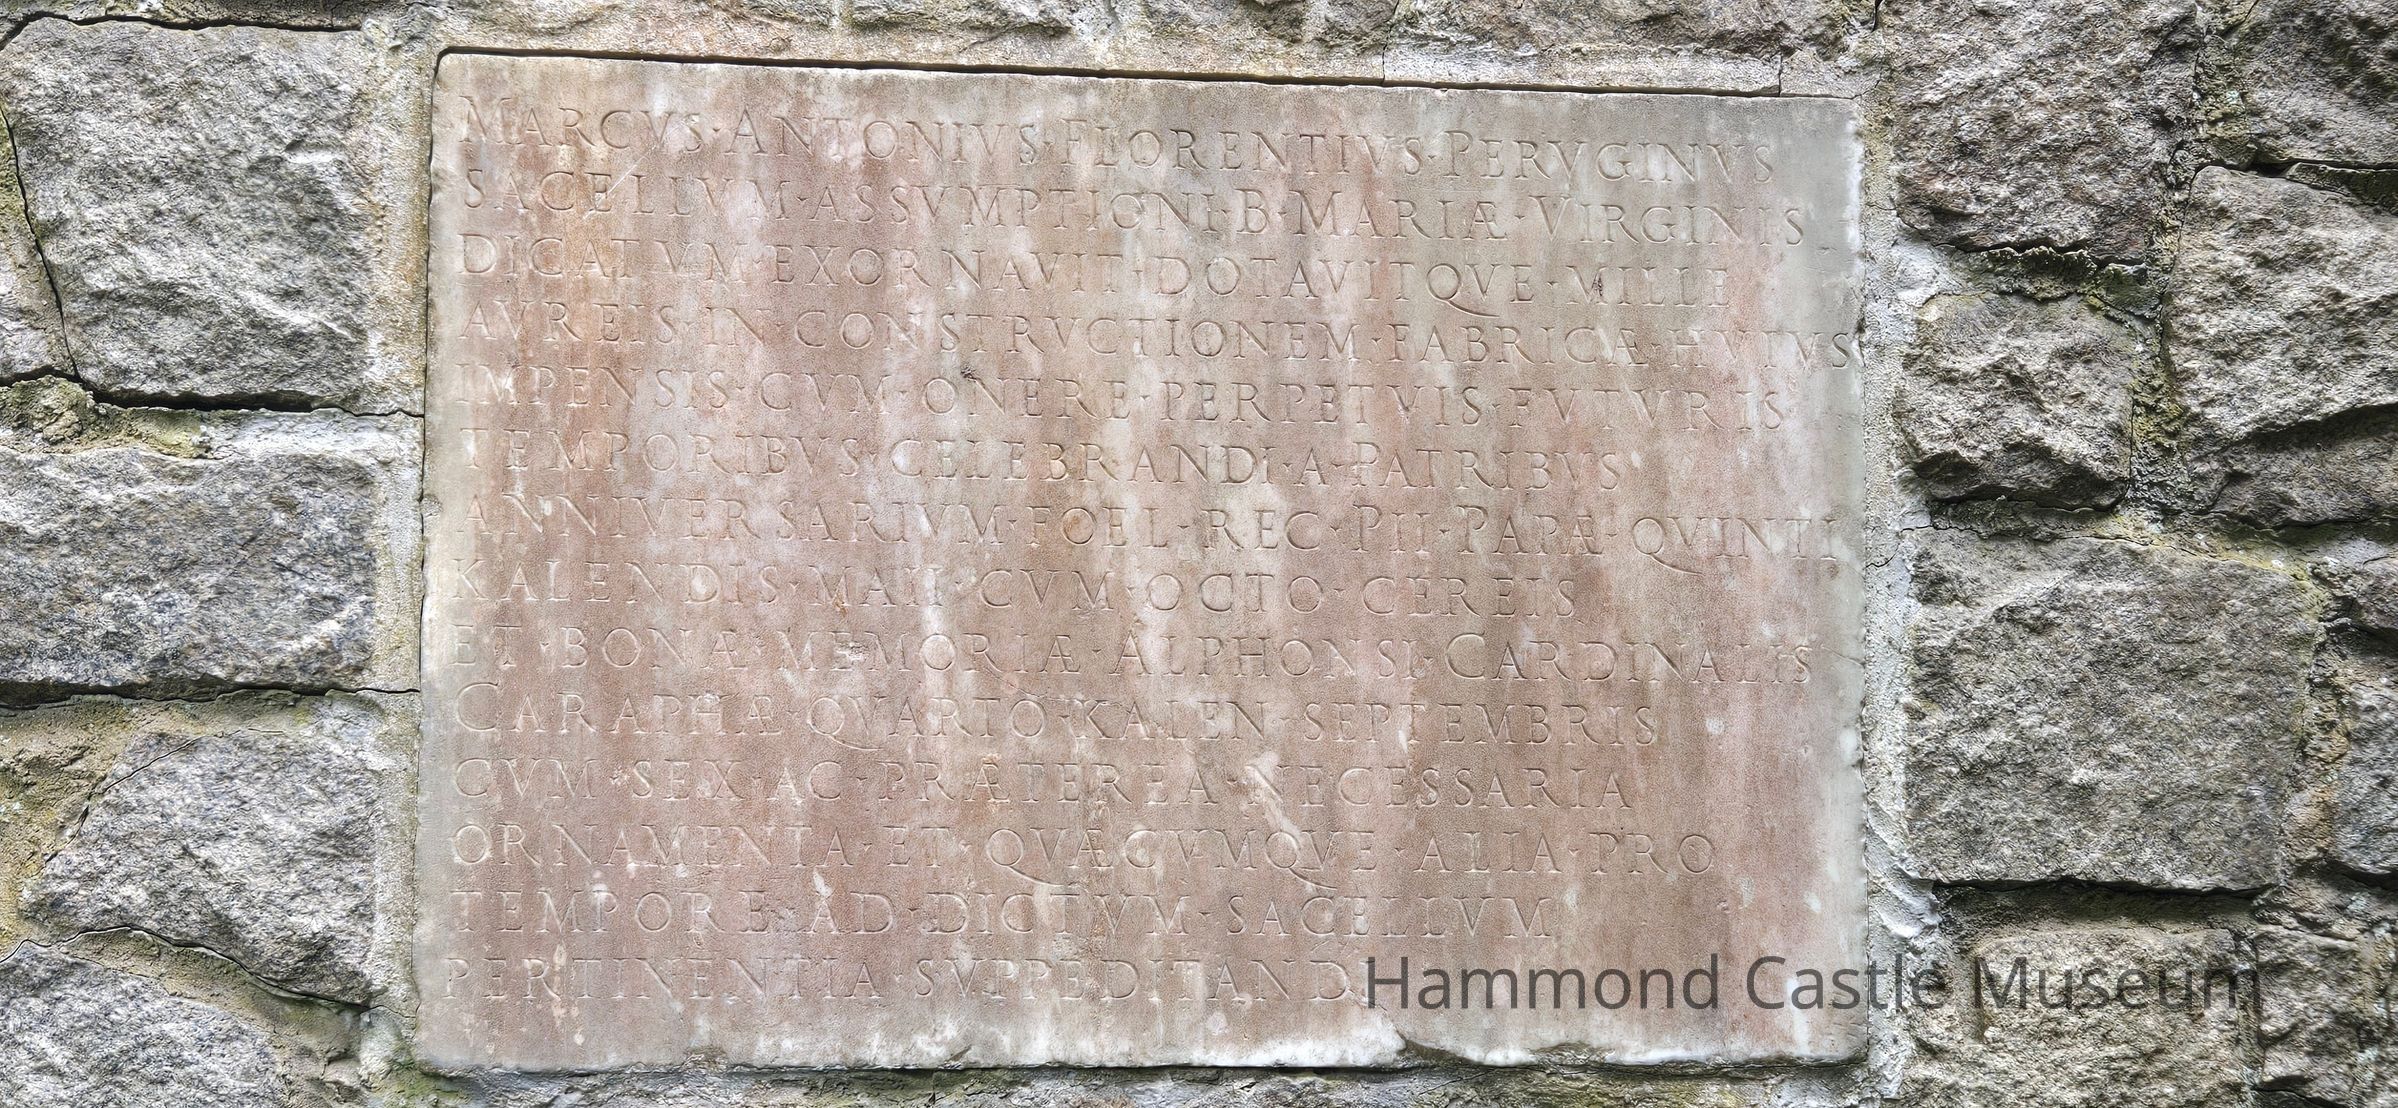 MARCVS·ANTONIVS·FLORENTIVS·PERVGINVS
SACELLVM·ASSVMPTIONI·B·MARIÆ·VIRGINIS
DICATVM·EXORNAVIT·DOTAVITQVE·MILLE
AVREIS·IN·CONSTRVCTIONEM·FABRICÆ·HVIVS
IMPENSIS·CVM·ONERE·PERPETVIS·FVTVRIS
TEMPORIBVS·CELEBRANDI·A·PATRIBVS
ANNIVERSARIVM·FOEL·REC·PII·PAPÆ·QVINTI
KALENDIS·MAII·CVM·OCTO·CEREIS
ET·BONÆ·MEMORIÆ·ALPHONSI·CARDINALIS
CARAPHÆ·QVARTO·KALEN·SEPTEMBRIS
CVM·SEX·AC·PRÆTEREA·NECESSARIA
ORNAMENTA·ET·QVÆCVMQVE·ALIA·PRO
TEMPORE·AD·DICTVM·SACELLVM
PERTINENTIA·SVPPEDITANDI
Hammond Castle Museum